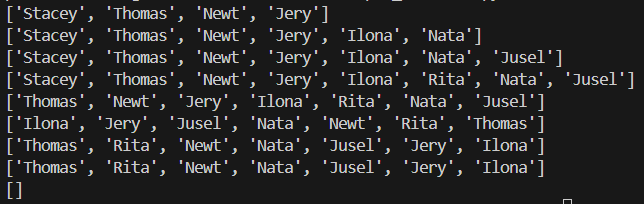 ['Stacey', 'Thomas', 'Newt', 'Jery']
['Stacey', 'Thomas', 'Newt', 'Jery', 'Ilona', 'Nata']
['Stacey', 'Thomas', 'Newt', 'Jery', 'Ilona', 'Nata', 'Jusel']
['Stacey', 'Thomas', 'Newt', 'Jery', 'Ilona', 'Rita', 'Nata', 'Jusel']
['Thomas', 'Newt', 'Jery', 'Ilona', 'Rita', 'Nata', 'Jusel']
['Ilona', 'Jery', 'Jusel', 'Nata', 'Newt', 'Rita', 'Thomas']
['Thomas', 'Rita', 'Newt', 'Nata', 'Jusel', 'Jery', 'Ilona']
['Thomas', 'Rita', 'Newt', 'Nata', 'Jusel', 'Jery', 'Ilona']
[]